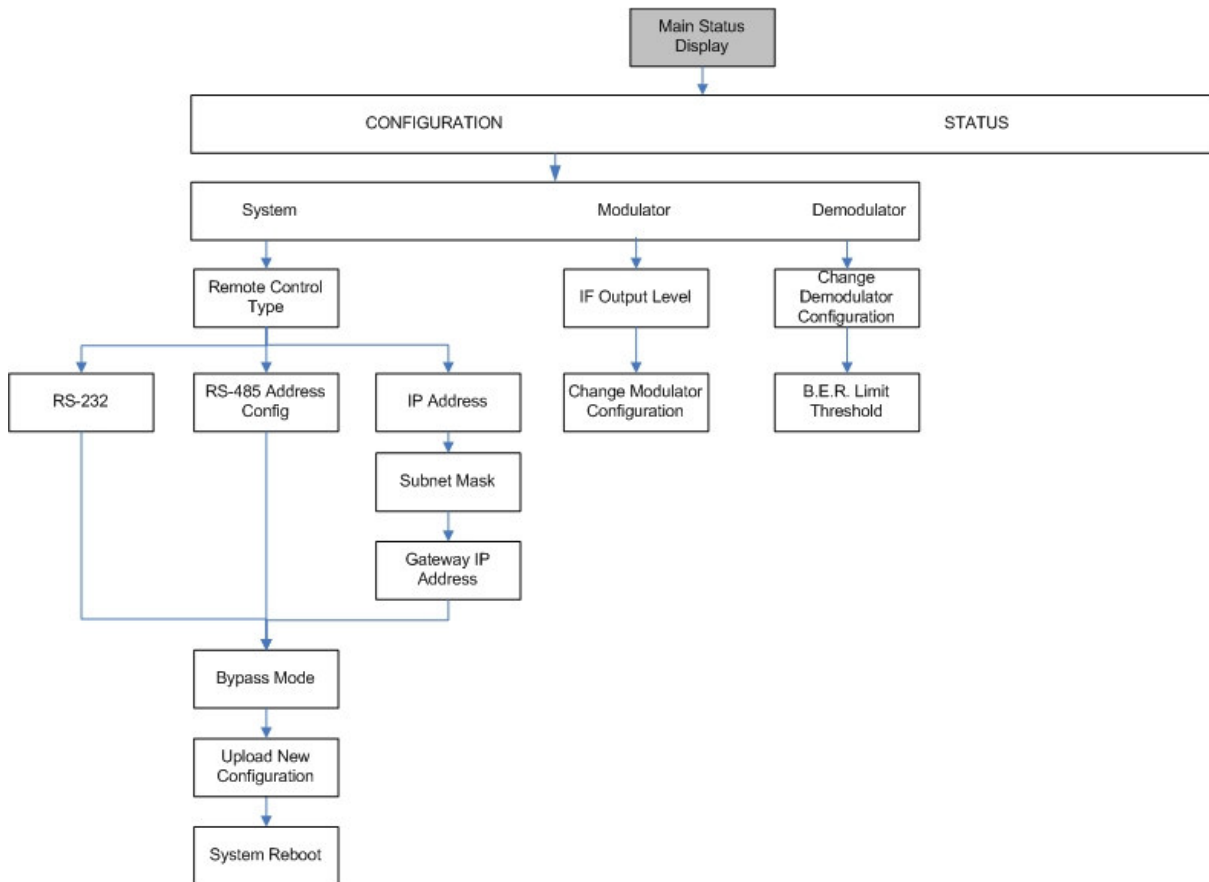 Main Status
Display
CONFIGURATION
STATUS
System
Modulator
Demodulator
Remote Control
Type
IF Output Level
Change
Demodulator
Configuration
RS-232
RS-485 Address
Config
IP Address
Change Modulator
Configuration
B.E.R. Limit
Threshold
Subnet Mask
Gateway IP
Address
Bypass Mode
Upload New
Configuration
System Reboot